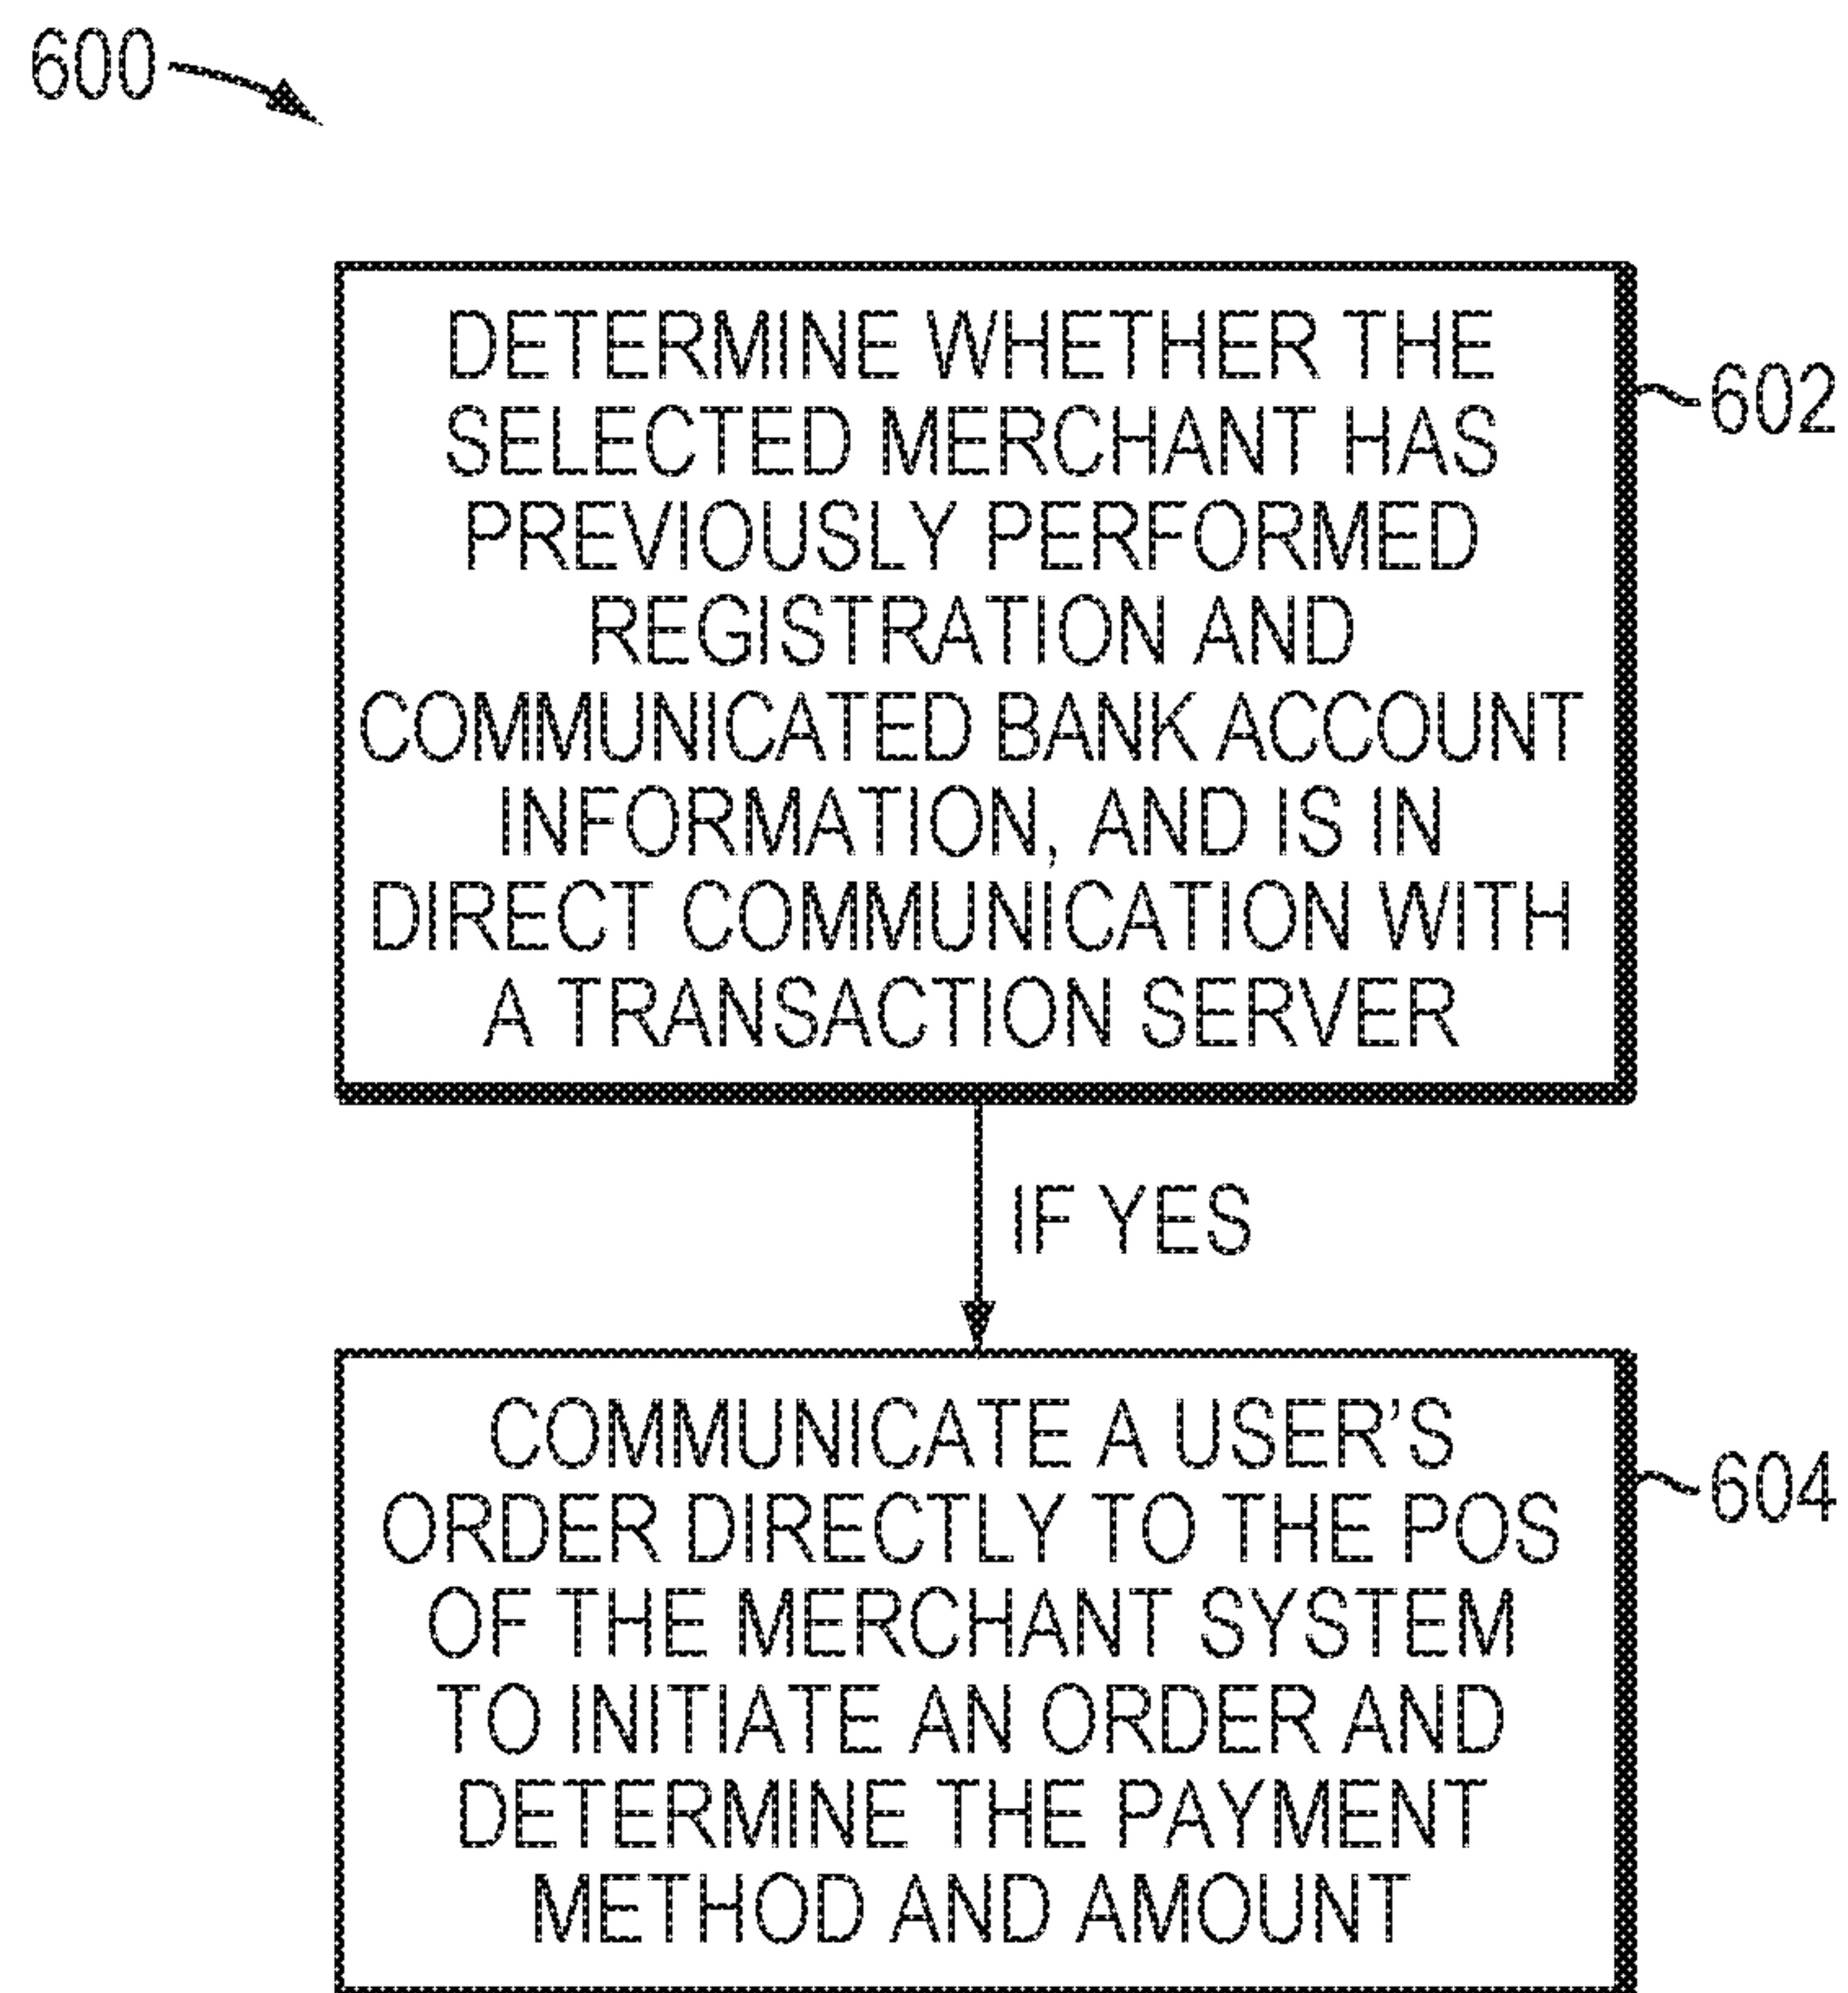 600
DETERMINE WHETHER THE
SELECTED MERCHANT HAS
PREVIOUSLY PERFORMED
REGISTRATION AND
COMMUNICATED BANK ACCOUNT
INFORMATION, AND IS IN
DIRECT COMMUNICATION WITH
A TRANSACTION SERVER
602
IF YES
COMMUNICATE A USER'S
ORDER DIRECTLY TO THE POS
OF THE MERCHANT SYSTEM
TO INITIATE AN ORDER AND
DETERMINE THE PAYMENT
METHOD AND AMOUNT
604